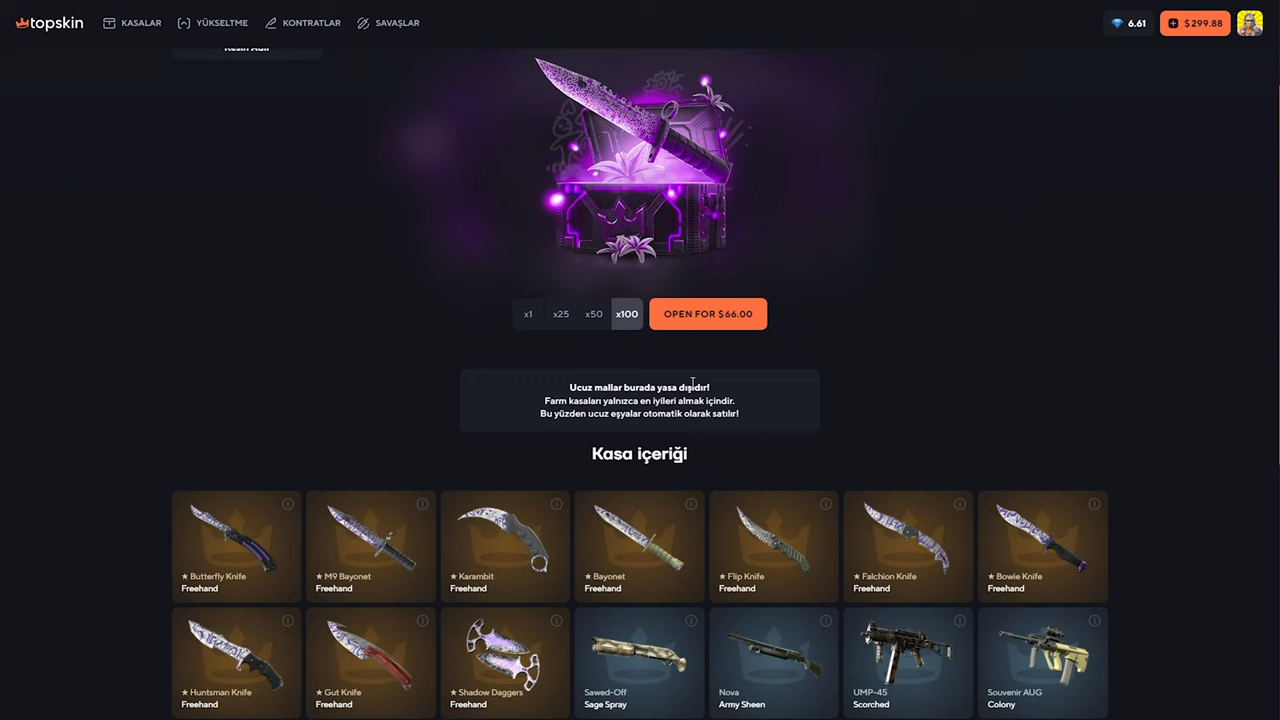 topskin
KASALAR
YÜKSELTME
KONTRATLAR
SAVAŞLAR
6.61
$299.88
Kesin Adil
x1
x25
x50
x100
OPEN FOR $66.00
Ucuz mallar burada yasa dışıdır!
Farm kasaları yalnızca en iyileri almak içindir.
Bu yüzden ucuz eşyalar otomatik olarak satılır!
Kasa içeriği
★ Butterfly Knife
Freehand
★ M9 Bayonet
Freehand
★ Karambit
Freehand
★ Bayonet
Freehand
★ Flip Knife
Freehand
★ Falchion Knife
Freehand
★ Bowie Knife
Freehand
★ Huntsman Knife
Freehand
★ Gut Knife
Freehand
★ Shadow Daggers
Freehand
Sawed-Off
Sage Spray
Nova
Army Sheen
UMP-45
Scorched
Souvenir AUG
Colony